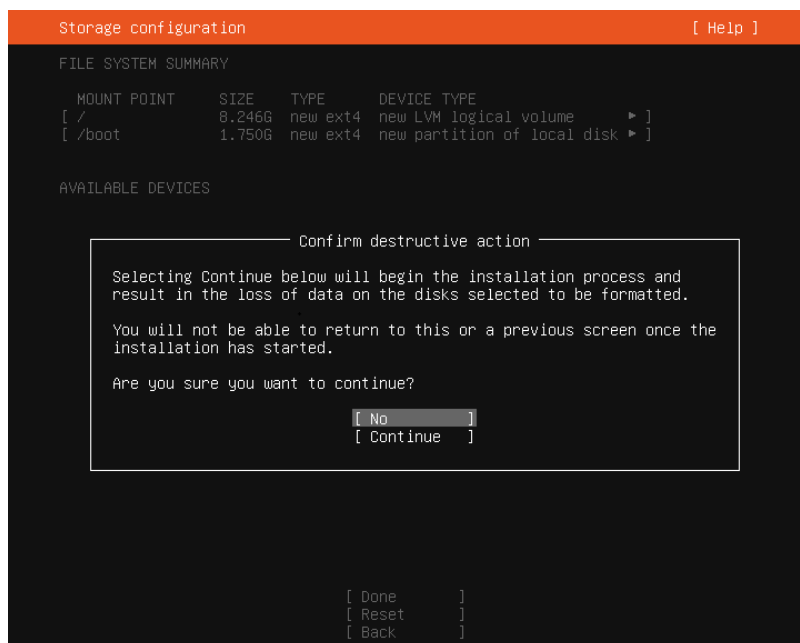 Storage configuration [ Help ]
FILE SYSTEM SUMMARY
MOUNT POINT SIZE TYPE DEVICE TYPE
[ / 8.246G new ext4 new LVM logical volume ▸ ]
[ /boot 1.750G new ext4 new partition of local disk ▸ ]
AVAILABLE DEVICES
Confirm destructive action
Selecting Continue below will begin the installation process and
result in the loss of data on the disks selected to be formatted.
You will not be able to return to this or a previous screen once the
installation has started.
Are you sure you want to continue?
[ No ]
[ Continue ]
[ Done ]
[ Reset ]
[ Back ]